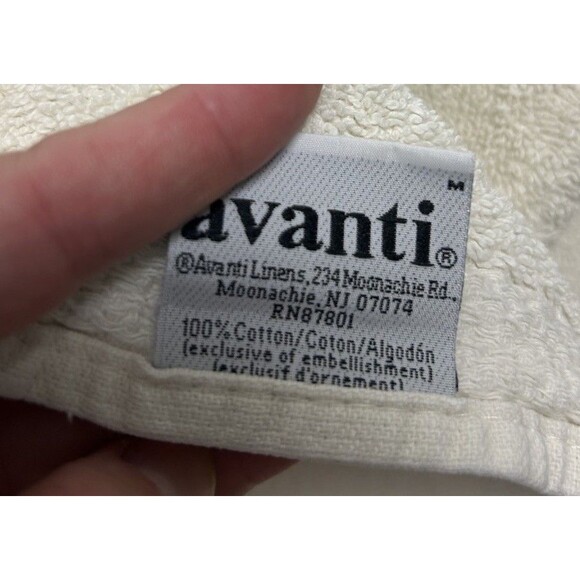 M
avanti®
®Avanti Linens, 234 Moonachie Rd.,
Moonachie, NJ 07074
RN87801
100% Cotton/Coton/Algodón
(exclusive of embellishment)
(exclusif d'ornement)